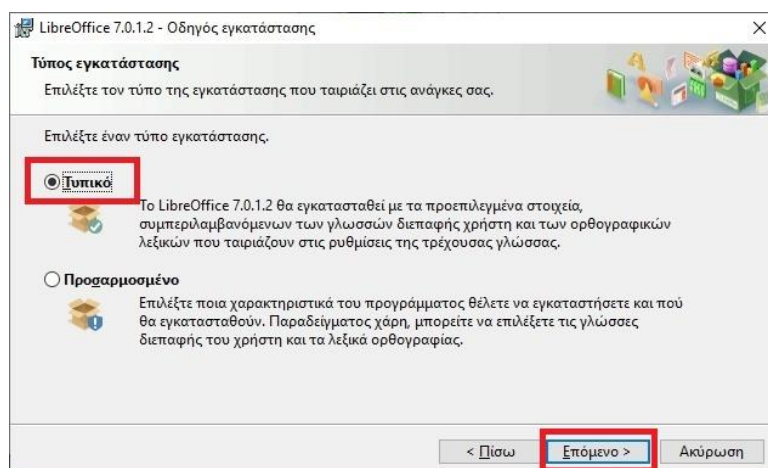 LibreOffice 7.0.1.2 - Οδηγός εγκατάστασης
Τύπος εγκατάστασης
Επιλέξτε τον τύπο της εγκατάστασης που ταιριάζει στις ανάγκες σας.
Επιλέξτε έναν τύπο εγκατάστασης.
Τυπικό
Το LibreOffice 7.0.1.2 θα εγκατασταθεί με τα προεπιλεγμένα στοιχεία,
συμπεριλαμβανόμενων των γλωσσών διεπαφής χρήστη και των ορθογραφικών
λεξικών που ταιριάζουν στις ρυθμίσεις της τρέχουσας γλώσσας.
Προσαρμοσμένο
Επιλέξτε ποια χαρακτηριστικά του προγράμματος θέλετε να εγκαταστήσετε και πού
θα εγκατασταθούν. Παραδείγματος χάρη, μπορείτε να επιλέξετε τις γλώσσες
διεπαφής του χρήστη και τα λεξικά ορθογραφίας.
< Πίσω Επόμενο > Ακύρωση